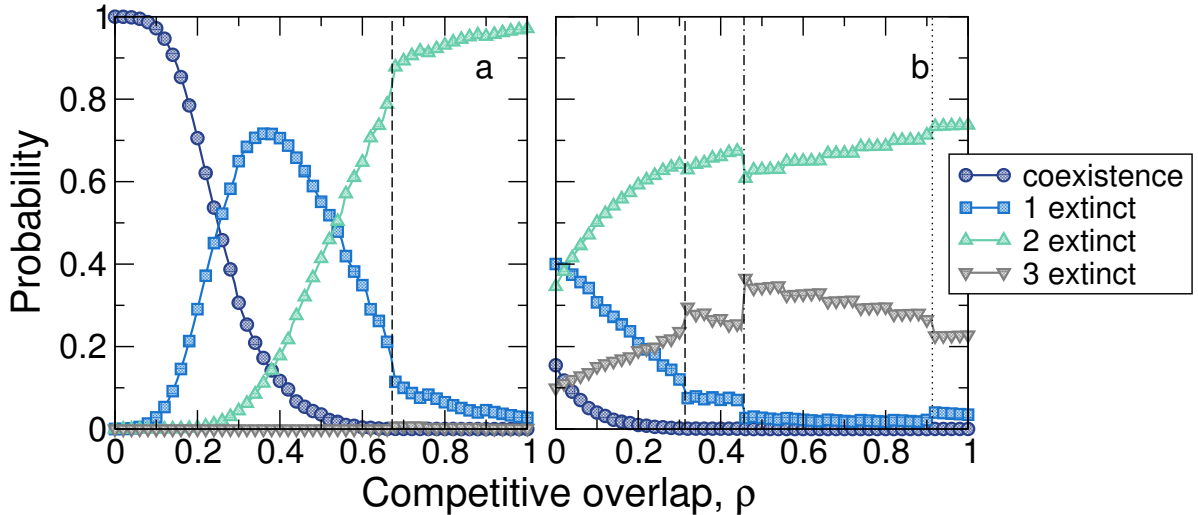 1
0.8
0.6
0.4
0.2
0
Probability
a
b
0 0.2 0.4 0.6 0.8 1
0 0.2 0.4 0.6 0.8 1
Competitive overlap, ρ
coexistence
1 extinct
2 extinct
3 extinct